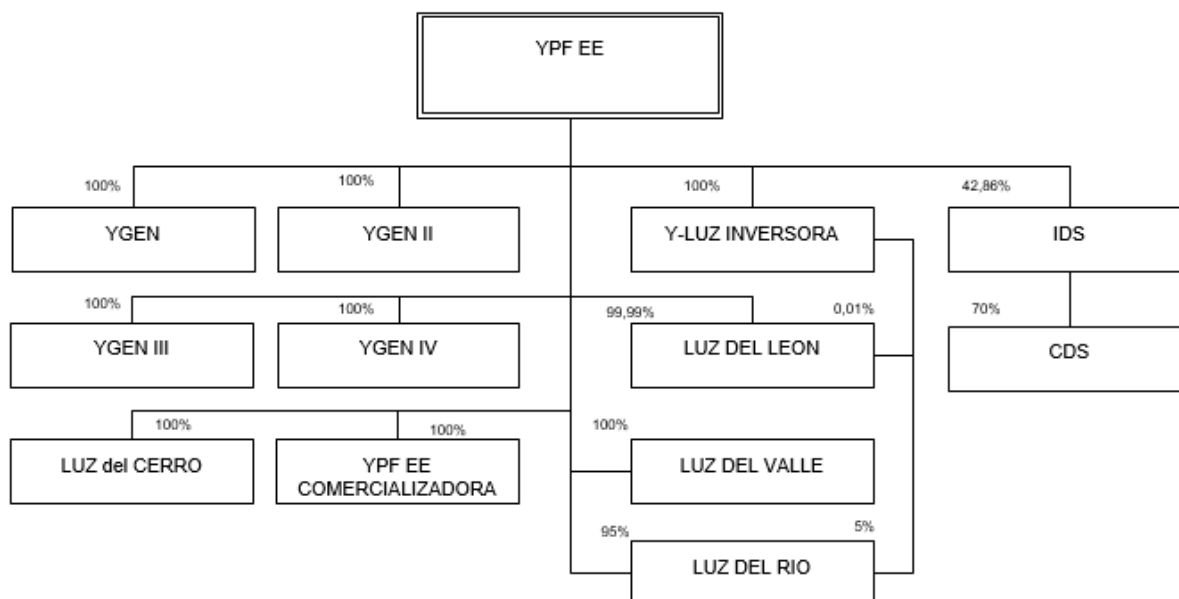 YPF EE
100%
100%
100%
42,86%
YGEN
YGEN II
Y-LUZ INVERSORA
IDS
100%
100%
99,99%
0,01%
70%
YGEN III
YGEN IV
LUZ DEL LEON
CDS
100%
100%
100%
LUZ del CERRO
YPF EE
COMERCIALIZADORA
LUZ DEL VALLE
95%
5%
LUZ DEL RIO